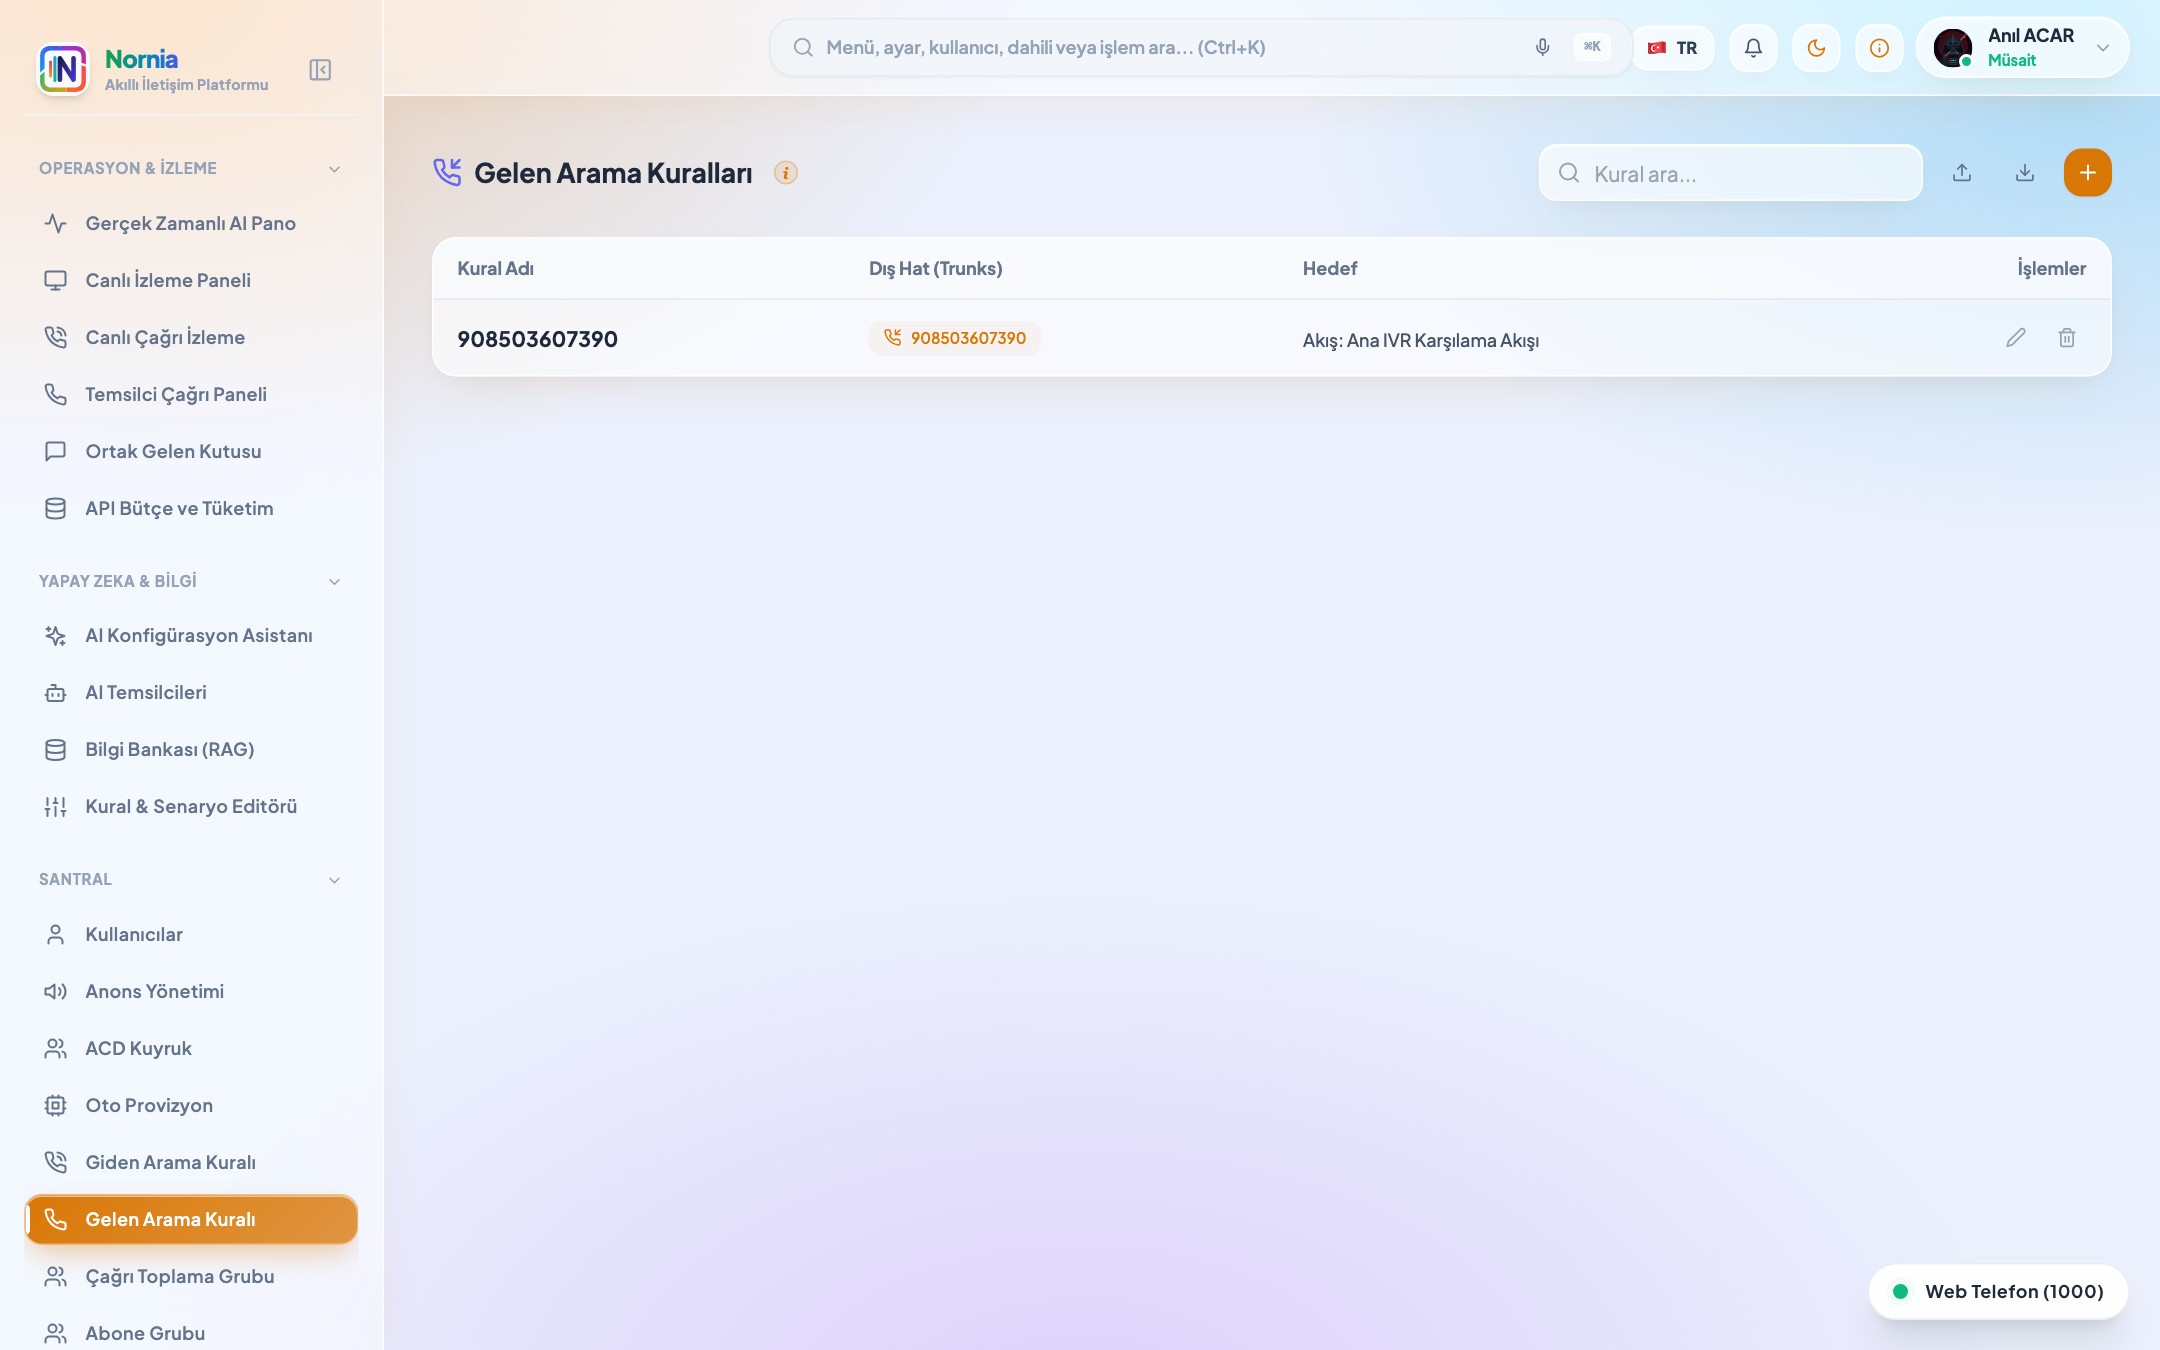 Nornia
Akıllı İletişim Platformu
Menü, ayar, kullanıcı, dahili veya işlem ara... (Ctrl+K)
⌘K
TR
Anıl ACAR
Müsait
OPERASYON & İZLEME
Gerçek Zamanlı AI Pano
Canlı İzleme Paneli
Canlı Çağrı İzleme
Temsilci Çağrı Paneli
Ortak Gelen Kutusu
API Bütçe ve Tüketim
YAPAY ZEKA & BİLGİ
AI Konfigürasyon Asistanı
AI Temsilcileri
Bilgi Bankası (RAG)
Kural & Senaryo Editörü
SANTRAL
Kullanıcılar
Anons Yönetimi
ACD Kuyruk
Oto Provizyon
Giden Arama Kuralı
Gelen Arama Kuralı
Çağrı Toplama Grubu
Abone Grubu
Gelen Arama Kuralları
Kural ara...
Kural Adı Dış Hat (Trunks) Hedef İşlemler
908503607390 908503607390 Akış: Ana IVR Karşılama Akışı
Web Telefon (1000)